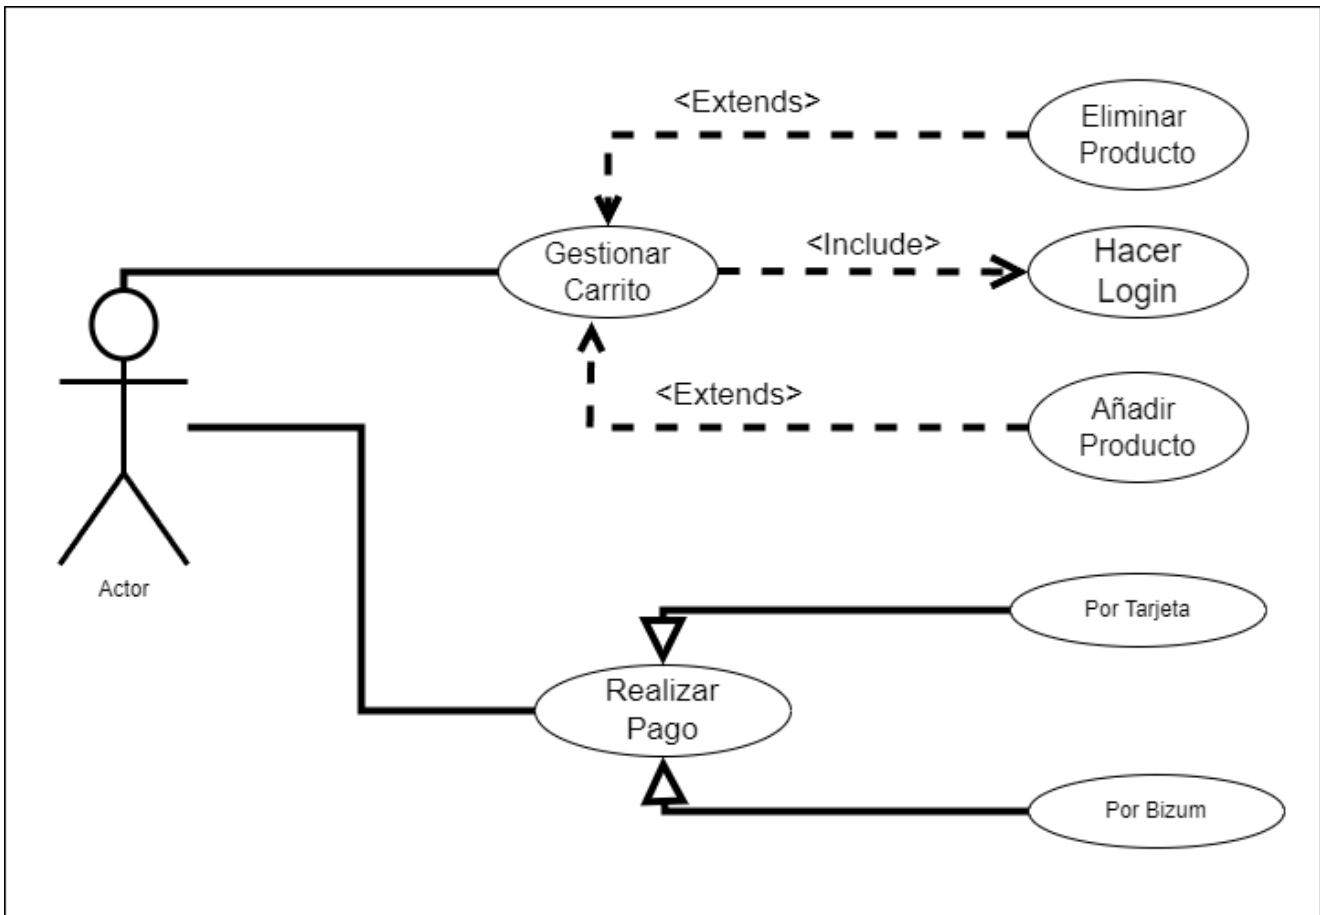 <Extends>
Eliminar
Producto
Gestionar
Carrito
<Include>
Hacer
Login
<Extends>
Añadir
Producto
Actor
Por Tarjeta
Realizar
Pago
Por Bizum